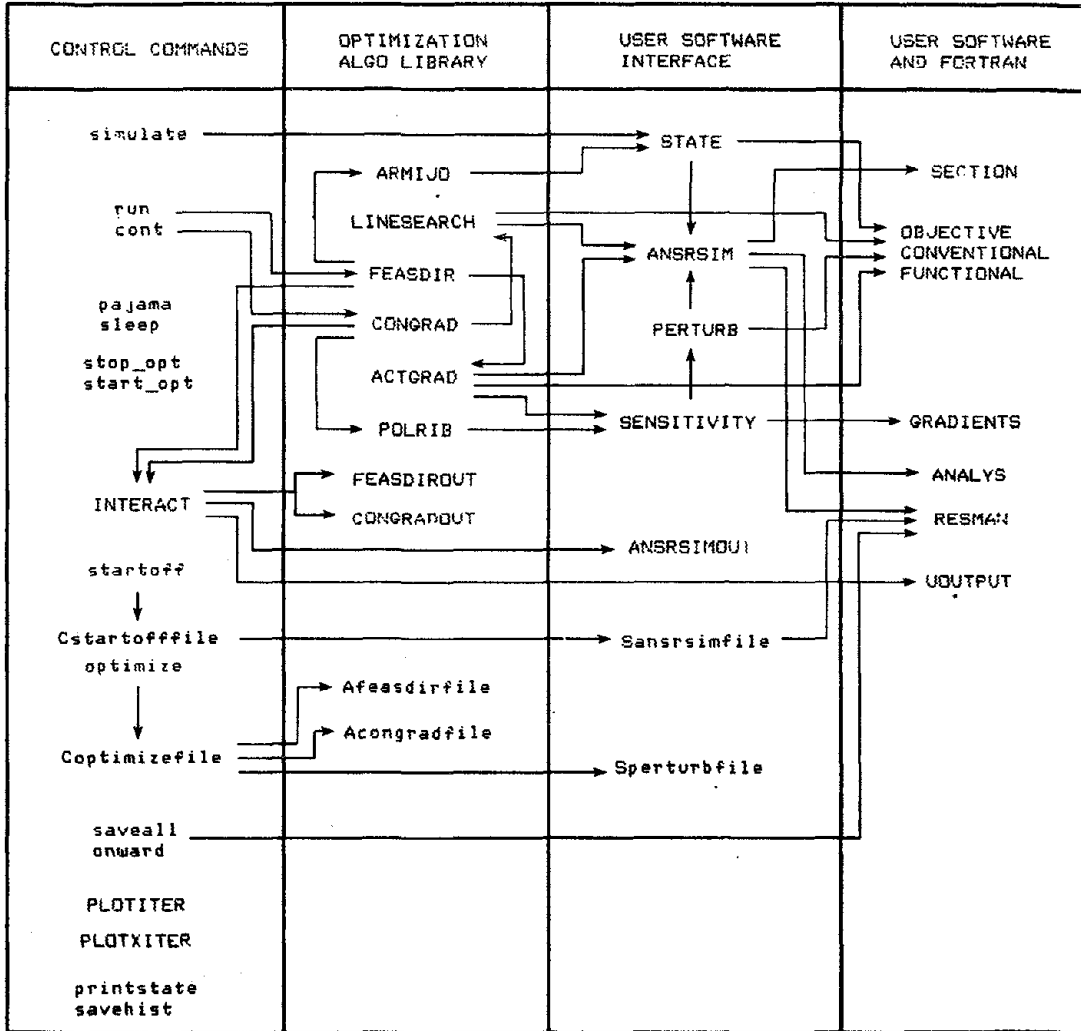 CONTROL COMMANDS
OPTIMIZATION
ALGO LIBRARY
USER SOFTWARE
INTERFACE
USER SOFTWARE
AND FORTRAN
simulate
run
cont
pajama
sleep
stop_opt
start_opt
INTERACT
startoff
Cstartofffile
optimize
Coptimizefile
saveall
onward
PLOTITER
PLOTXITER
printstate
savehist
ARMIJO
LINESEARCH
FEASDIR
CONGRAD
ACTGRAD
POLRIB
FEASDIROUT
CONGRADOUT
Afeasdirfile
Acongradfile
STATE
ANSRSIM
PERTURB
SENSITIVITY
ANSRSIMOUT
Sansrsimfile
Sperturbfile
SECTION
OBJECTIVE
CONVENTIONAL
FUNCTIONAL
GRADIENTS
ANALYS
RESMAN
UOUTPUT